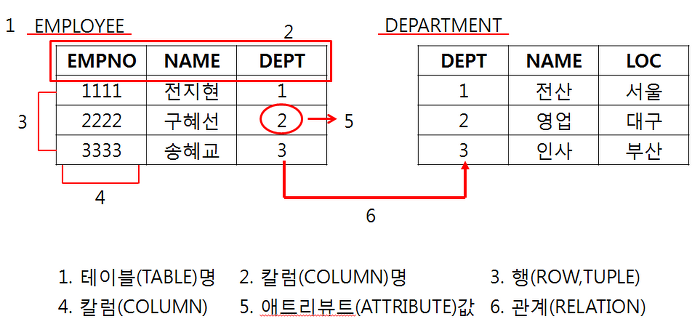 1 EMPLOYEE 2 DEPARTMENT
EMPNO NAME DEPT DEPT NAME LOC
1111 전지현 1 1 전산 서울
3 2222 구혜선 2 5 2 영업 대구
3333 송혜교 3 3 인사 부산
4
6
1. 테이블(TABLE)명 2. 칼럼(COLUMN)명 3. 행(ROW,TUPLE)
4. 칼럼(COLUMN) 5. 애트리뷰트(ATTRIBUTE)값 6. 관계(RELATION)